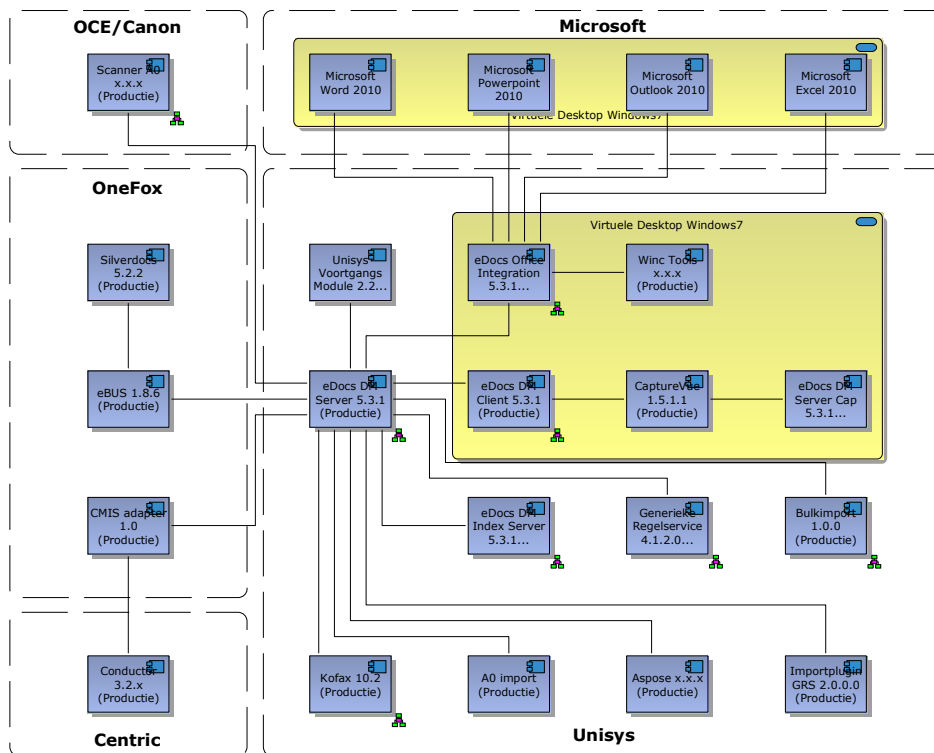 OCE/Canon
Scanner A0
x.x.x
(Productie)
Microsoft
Microsoft
Word 2010
Microsoft
Powerpoint
2010
Microsoft
Outlook 2010
Microsoft
Excel 2010
Virtuele Desktop Windows7
OneFox
Silverdocs
5.2.2
(Productie)
eBUS 1.8.6
(Productie)
CMIS adapter
1.0
(Productie)
Conductor
3.2.x
(Productie)
Centric
Virtuele Desktop Windows7
Unisys
Voortgangs
Module 2.2...
eDocs Office
Integration
5.3.1...
Winc Tools
x.x.x
(Productie)
eDocs DM
Server 5.3.1
(Productie)
eDocs DM
Client 5.3.1
(Productie)
CaptureVue
1.5.1.1
(Productie)
eDocs DM
Server Cap
5.3.1...
eDocs DM
Index Server
5.3.1...
Generieke
Regelservice
4.1.2.0...
Bulkimport
1.0.0
(Productie)
Kofax 10.2
(Productie)
A0 import
(Productie)
Aspose x.x.x
(Productie)
Importplugin
GRS 2.0.0.0
(Productie)
Unisys